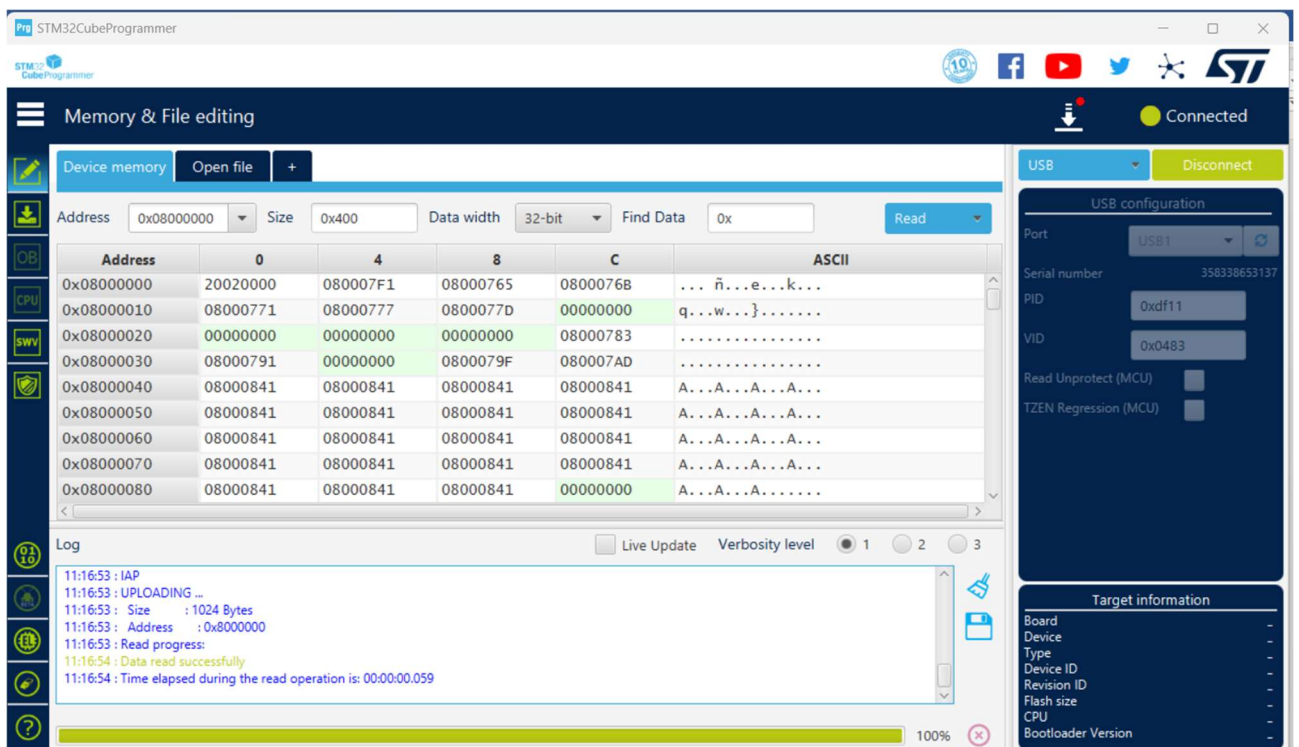 Prg STM32CubeProgrammer
STM32
CubeProgrammer
10
Memory & File editing
Connected
Device memory Open file + USB Disconnect
Address 0x08000000 Size 0x400 Data width 32-bit Find Data 0x Read
USB configuration
Port USB1
Serial number 358338653137
PID 0xdf11
VID 0x0483
Read Unprotect (MCU)
TZEN Regression (MCU)
OB
CPU
SWV
Address 0 4 8 C ASCII
0x08000000 20020000 080007F1 08000765 0800076B ... ñ...e...k...
0x08000010 08000771 08000777 0800077D 00000000 q...w...}.......
0x08000020 00000000 00000000 00000000 08000783 ................
0x08000030 08000791 00000000 0800079F 080007AD ................
0x08000040 08000841 08000841 08000841 08000841 A...A...A...A...
0x08000050 08000841 08000841 08000841 08000841 A...A...A...A...
0x08000060 08000841 08000841 08000841 08000841 A...A...A...A...
0x08000070 08000841 08000841 08000841 08000841 A...A...A...A...
0x08000080 08000841 08000841 08000841 00000000 A...A...A.......
Log Live Update Verbosity level 1 2 3
11:16:53 : IAP
11:16:53 : UPLOADING ...
11:16:53 : Size : 1024 Bytes
11:16:53 : Address : 0x8000000
11:16:53 : Read progress:
11:16:54 : Data read successfully
11:16:54 : Time elapsed during the read operation is: 00:00:00.059
100%
Target information
Board -
Device -
Type -
Device ID -
Revision ID -
Flash size -
CPU -
Bootloader Version -